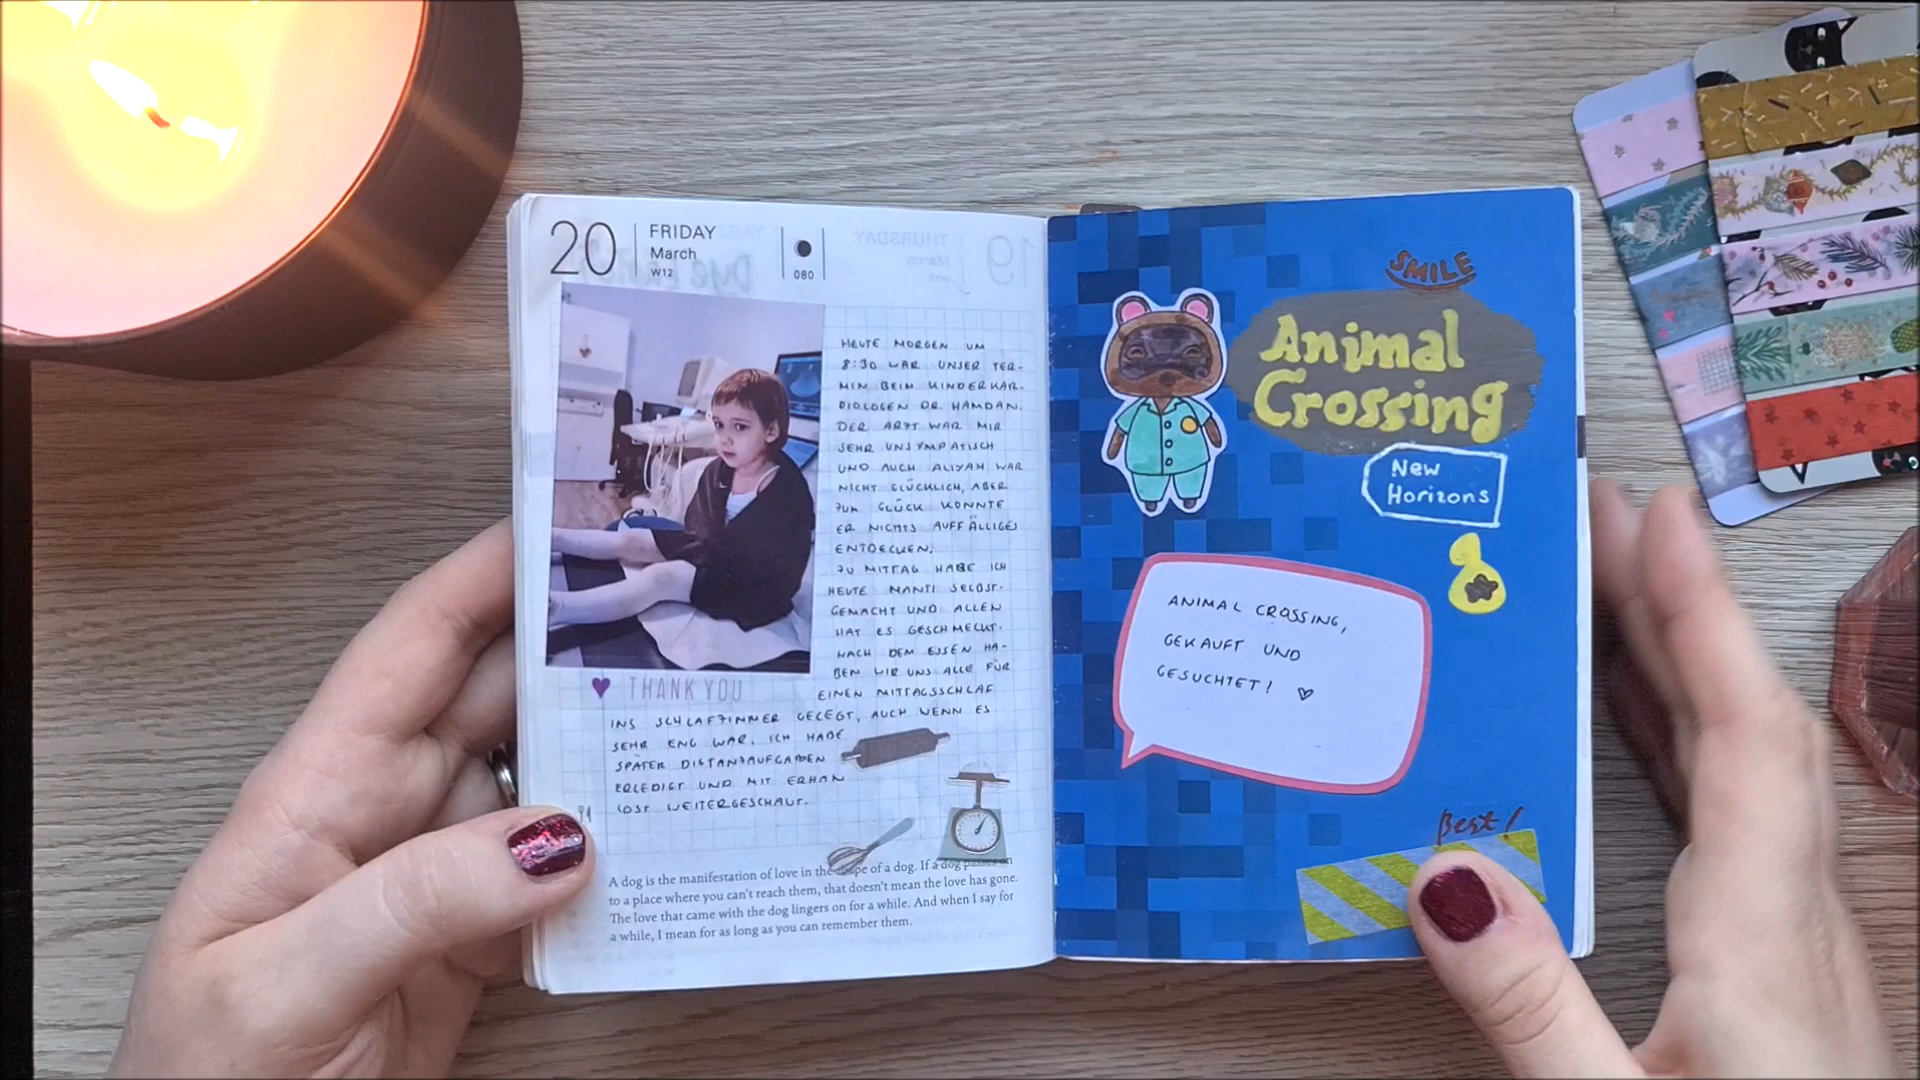 20
FRIDAY
March
W12
080
HEUTE MORGEN UM
8:30 WAR UNSER TER-
MIN BEIM KINDERKAR-
DIOLOGEN DR. HAMDAN.
DER ARZT WAR MIR
SEHR UNSYMPATISCH
UND AUCH ALIYAH WAR
NICHT GLÜCKLICH, ABER
ZUM GLÜCK KONNTE
ER NICHTS AUFFÄLLIGES
ENTDECKEN.
ZU MITTAG HABE ICH
HEUTE MANTI SELBST-
GEMACHT UND ALLEN
HAT ES GESCHMECKT.
NACH DEM ESSEN HA-
BEN WIR UNS ALLE FÜR
EINEN MITTAGSSCHLAF
INS SCHLAFZIMMER GELEGT, AUCH WENN ES
SEHR ENG WAR. ICH HABE
SPÄTER DISTANZAUFGABEN
ERLEDIGT UND MIT ERHAN
LOST WEITERGESCHAUT.
THANK YOU
A dog is the manifestation of love in the shape of a dog. If a dog passes on
to a place where you can't reach them, that doesn't mean the love has gone.
The love that came with the dog lingers on for a while. And when I say for
a while, I mean for as long as you can remember them.
SMILE
Animal
Crossing
New
Horizons
ANIMAL CROSSING,
GEKAUFT UND
GESUCHTET!
Best!